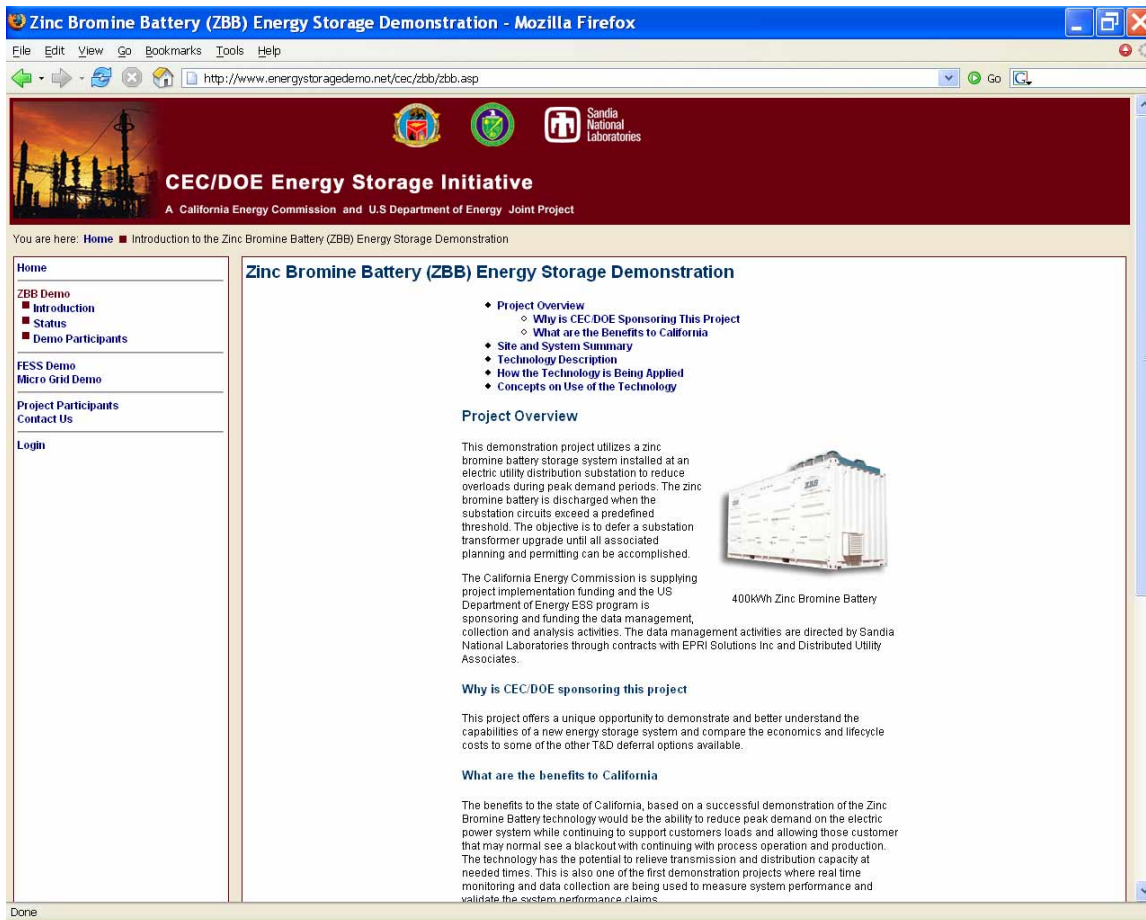 Zinc Bromine Battery (ZBB) Energy Storage Demonstration - Mozilla Firefox
File Edit View Go Bookmarks Tools Help
http://www.energystoragedemo.net/cec/zbb/zbb.asp
Go
Sandia
National
Laboratories
CEC/DOE Energy Storage Initiative
A California Energy Commission and U.S Department of Energy Joint Project
You are here: Home Introduction to the Zinc Bromine Battery (ZBB) Energy Storage Demonstration
Home
ZBB Demo
Introduction
Status
Demo Participants
FESS Demo
Micro Grid Demo
Project Participants
Contact Us
Login
Zinc Bromine Battery (ZBB) Energy Storage Demonstration
Project Overview
Why is CEC/DOE Sponsoring This Project
What are the Benefits to California
Site and System Summary
Technology Description
How the Technology is Being Applied
Concepts on Use of the Technology
Project Overview
This demonstration project utilizes a zinc
bromine battery storage system installed at an
electric utility distribution substation to reduce
overloads during peak demand periods. The zinc
bromine battery is discharged when the
substation circuits exceed a predefined
threshold. The objective is to defer a substation
transformer upgrade until all associated
planning and permitting can be accomplished.
ZBB
400kWh Zinc Bromine Battery
The California Energy Commission is supplying
project implementation funding and the US
Department of Energy ESS program is
sponsoring and funding the data management,
collection and analysis activities. The data management activities are directed by Sandia
National Laboratories through contracts with EPRI Solutions Inc and Distributed Utility
Associates.
Why is CEC/DOE sponsoring this project
This project offers a unique opportunity to demonstrate and better understand the
capabilities of a new energy storage system and compare the economics and lifecycle
costs to some of the other T&D deferral options available.
What are the benefits to California
The benefits to the state of California, based on a successful demonstration of the Zinc
Bromine Battery technology would be the ability to reduce peak demand on the electric
power system while continuing to support customers loads and allowing those customer
that may normal see a blackout with continuing with process operation and production.
The technology has the potential to relieve transmission and distribution capacity at
needed times. This is also one of the first demonstration projects where real time
monitoring and data collection are being used to measure system performance and
validate the system performance claims.
Done